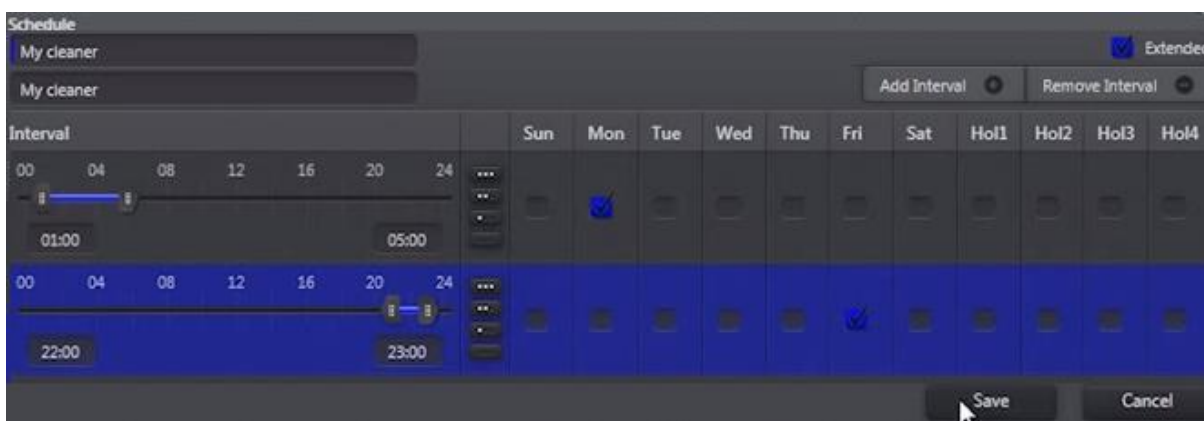 Schedule
My cleaner
Extended
My cleaner
Add Interval Remove Interval
Interval Sun Mon Tue Wed Thu Fri Sat Hol1 Hol2 Hol3 Hol4
00 04 08 12 16 20 24
01:00 05:00
00 04 08 12 16 20 24
22:00 23:00
Save Cancel